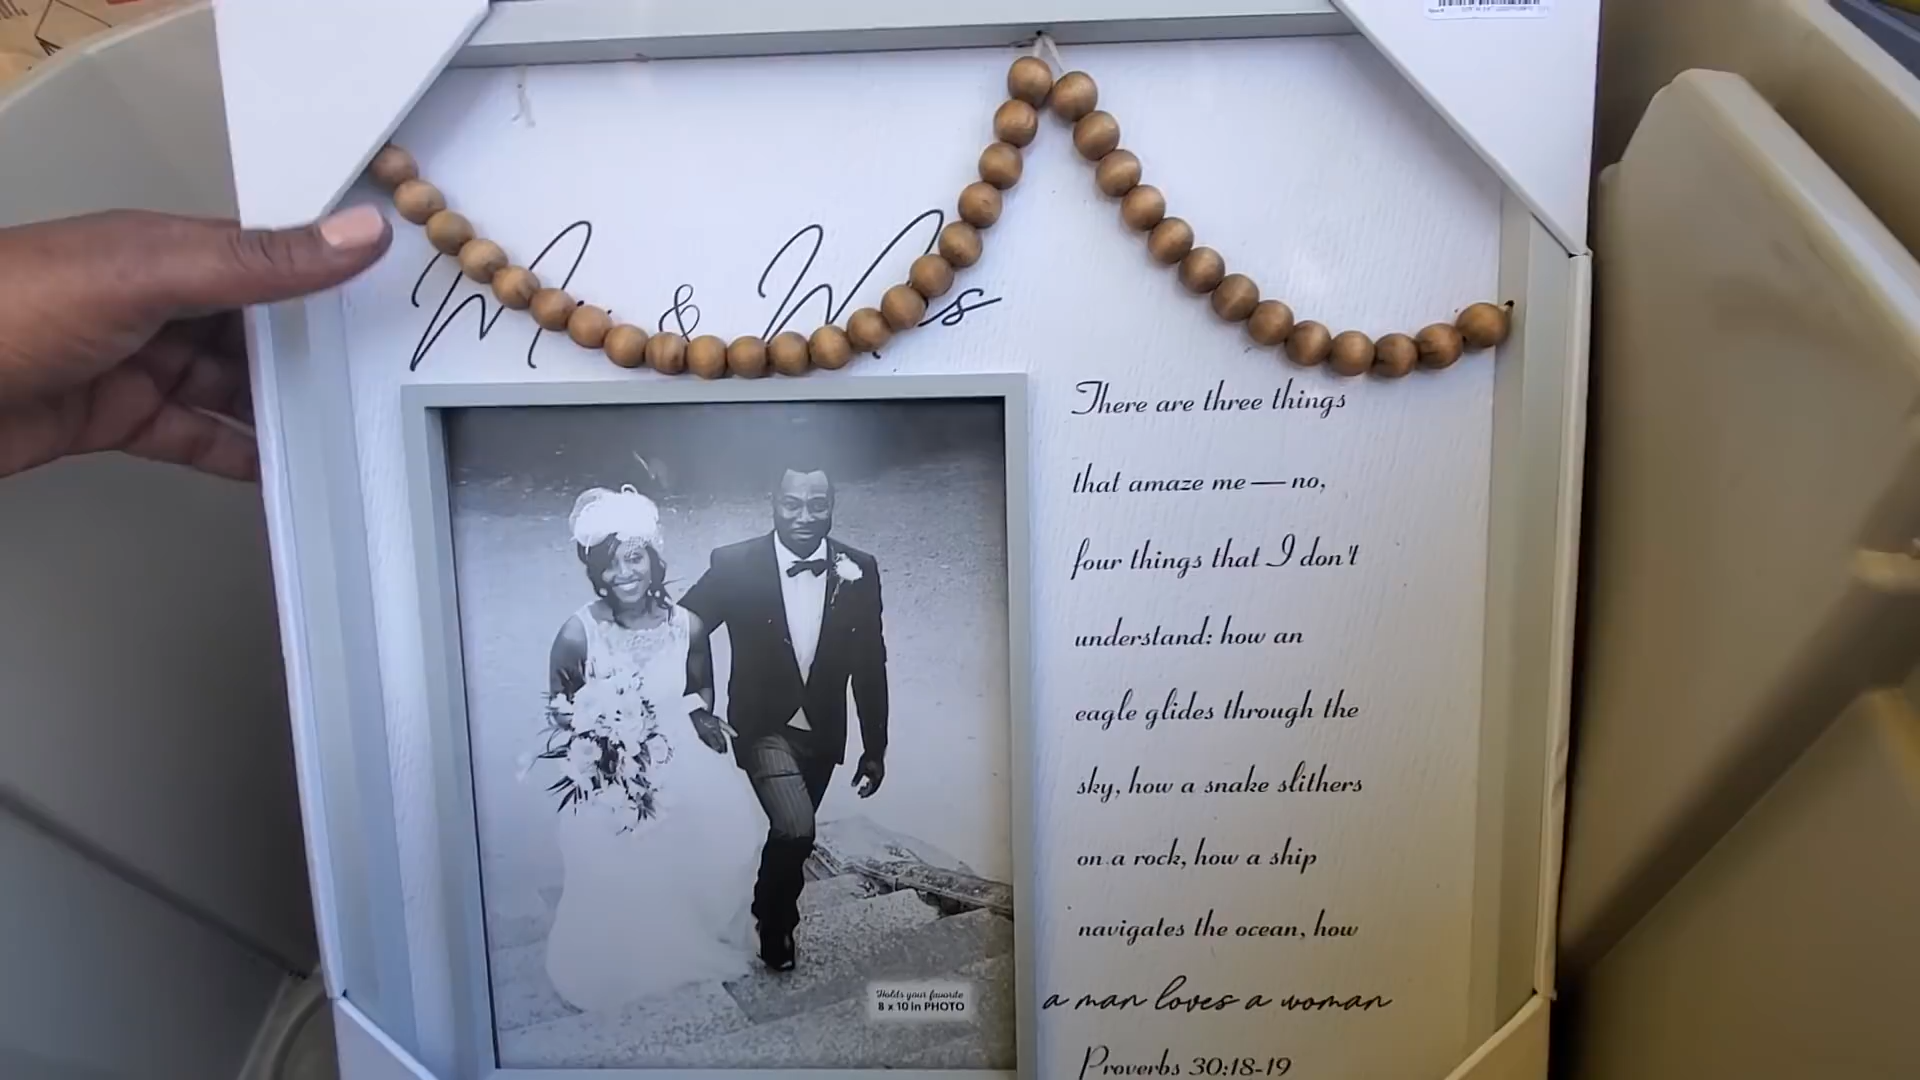 Mr & Mrs
There are three things
that amaze me — no,
four things that I don't
understand: how an
eagle glides through the
sky, how a snake slithers
on a rock, how a ship
navigates the ocean, how
a man loves a woman
Proverbs 30:18-19
Holds your favorite
8 x 10 in PHOTO